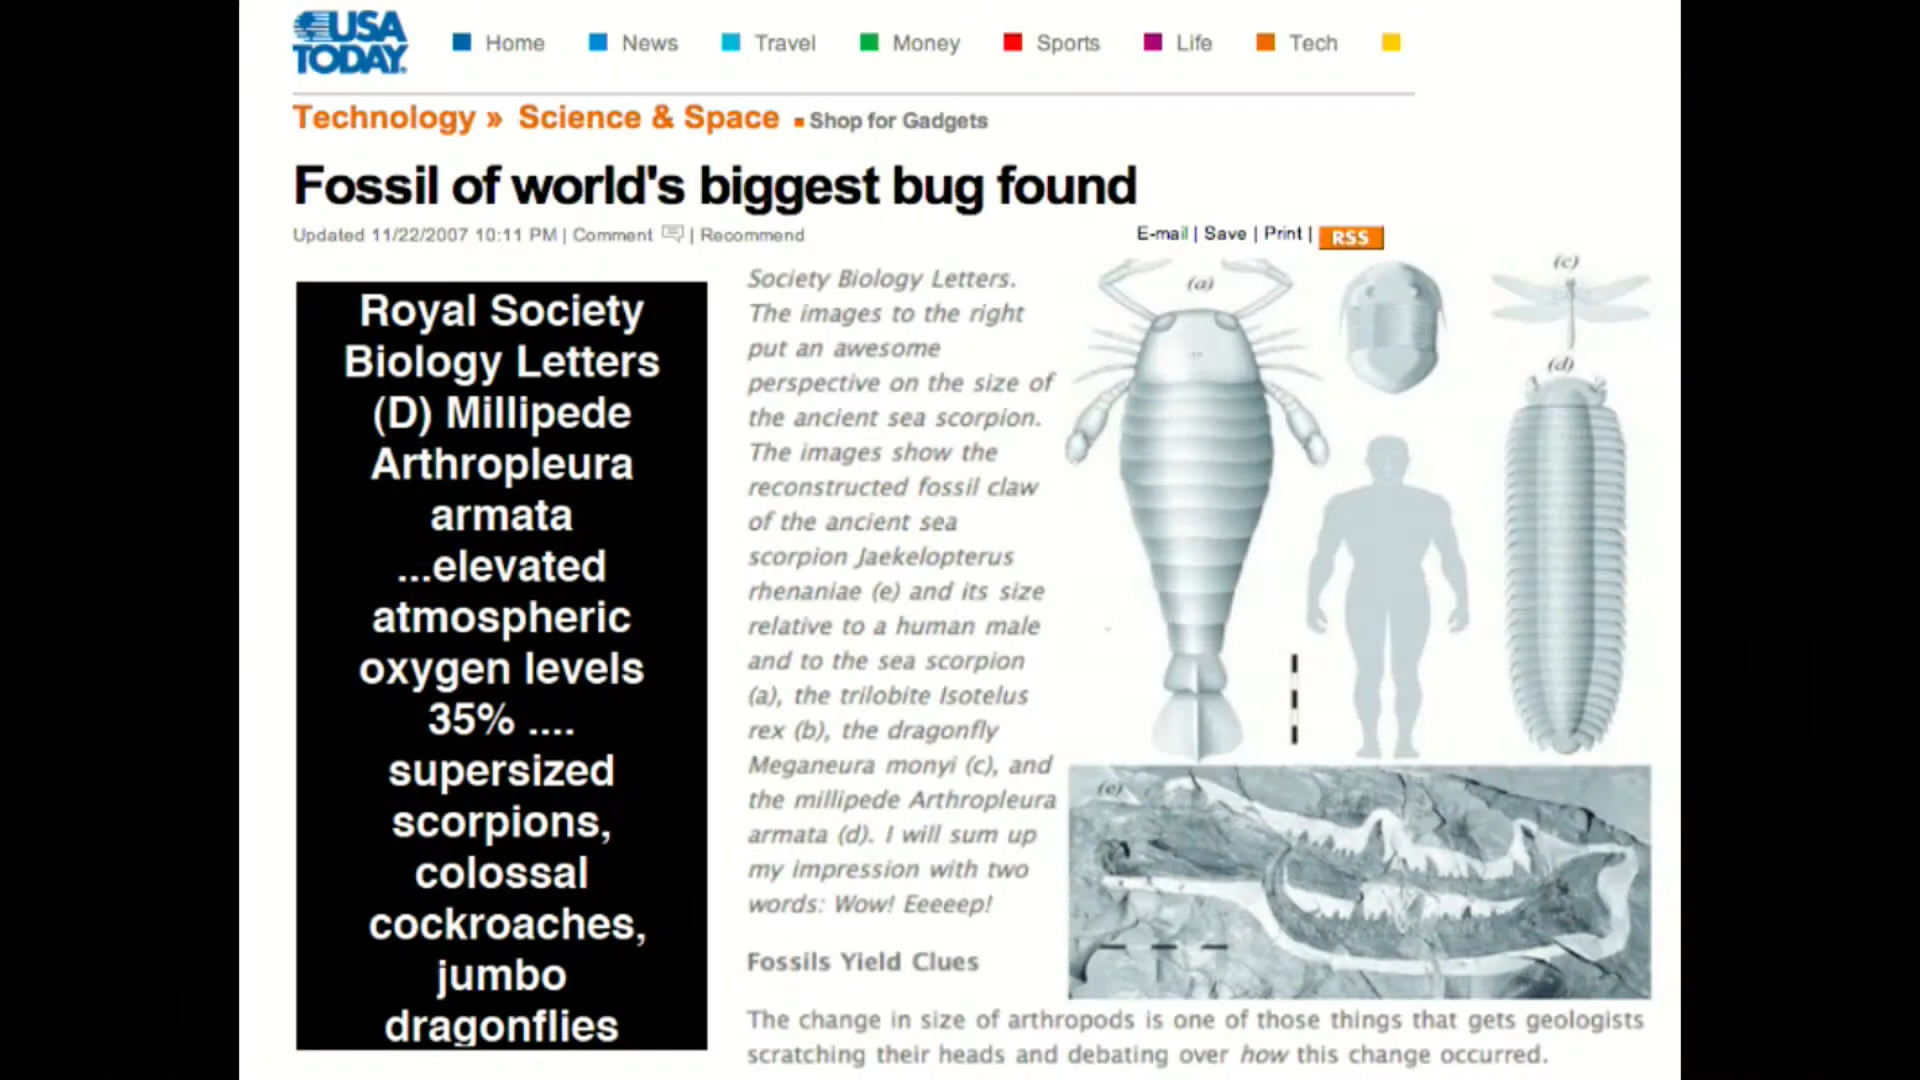 USA
TODAY
Home News Travel Money Sports Life Tech
Technology » Science & Space Shop for Gadgets
Fossil of world's biggest bug found
Updated 11/22/2007 10:11 PM | Comment | Recommend
E-mail | Save | Print | RSS
Royal Society
Biology Letters
(D) Millipede
Arthropleura
armata
...elevated
atmospheric
oxygen levels
35% ....
supersized
scorpions,
colossal
cockroaches,
jumbo
dragonflies
Society Biology Letters.
The images to the right
put an awesome
perspective on the size of
the ancient sea scorpion.
The images show the
reconstructed fossil claw
of the ancient sea
scorpion Jaekelopterus
rhenaniae (e) and its size
relative to a human male
and to the sea scorpion
(a), the trilobite Isotelus
rex (b), the dragonfly
Meganeura monyi (c), and
the millipede Arthropleura
armata (d). I will sum up
my impression with two
words: Wow! Eeeeep!
(a)
(c)
(d)
(e)
Fossils Yield Clues
The change in size of arthropods is one of those things that gets geologists
scratching their heads and debating over how this change occurred.